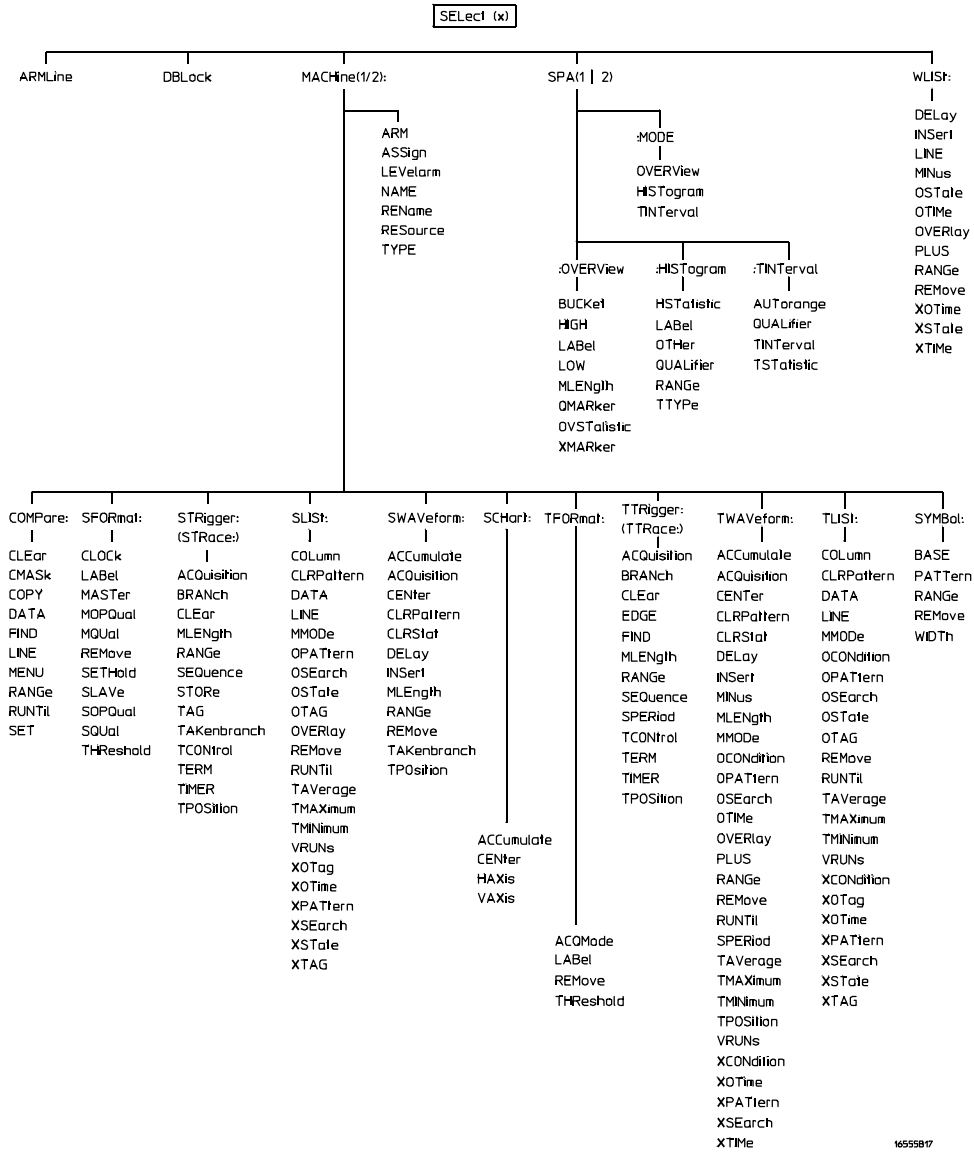 SELect (x)
ARMLine
DBLock
MACHine(1/2):
SPA(1 | 2)
WLISt:
ARM
ASSign
LEVelarm
NAME
REName
RESource
TYPE
:MODE
OVERView
HISTogram
TINTerval
:OVERView
BUCKet
HIGH
LABel
LOW
MLENgth
OMARker
OVSTatistic
XMARker
:HISTogram
HSTatistic
LABel
OTHer
QUALifier
RANGe
TTYPe
:TINTerval
AUTorange
QUALifier
TINTerval
TSTatistic
DELay
INSert
LINE
MINus
OSTate
OTIMe
OVERlay
PLUS
RANGe
REMove
XOTime
XSTate
XTIMe
COMPare:
CLEar
CMASk
COPY
DATA
FIND
LINE
MENU
RANGe
RUNTil
SET
SFORmat:
CLOCk
LABel
MASTer
MOPQual
MQUal
REMove
SETHold
SLAVe
SOPQual
SQUal
THReshold
STRigger:
(STRace:)
ACQuisition
BRANch
CLEar
MLENgth
RANGe
SEQuence
STORe
TAG
TAKenbranch
TCONtrol
TERM
TIMER
TPOSition
SLISt:
COLumn
CLRPattern
DATA
LINE
MMODe
OPATtern
OSEarch
OSTate
OTAG
OVERlay
REMove
RUNTil
TAVerage
TMAXimum
TMINimum
VRUNs
XOTag
XOTime
XPATtern
XSEarch
XSTate
XTAG
SWAVeform:
ACCumulate
ACQuisition
CENter
CLRPattern
CLRStat
DELay
INSert
MLENgth
RANGe
REMove
TAKenbranch
TPOsition
SCHart:
ACCumulate
CENter
HAXis
VAXis
TFORmat:
ACQMode
LABel
REMove
THReshold
TTRigger:
(TTRace:)
ACQuisition
BRANch
CLEar
EDGE
FIND
MLENgth
RANGe
SEQuence
SPERiod
TCONtrol
TERM
TIMER
TPOSition
TWAVeform:
ACCumulate
ACQuisition
CENTer
CLRPattern
CLRStat
DELay
INSert
MINus
MLENgth
MMODe
OCONdition
OPATtern
OSEarch
OTIMe
OVERlay
PLUS
RANGe
REMove
RUNTil
SPERiod
TAVerage
TMAXimum
TMINimum
TPOSition
VRUNs
XCONdition
XOTime
XPATtern
XSEarch
XTIMe
TLISt:
COLumn
CLRPattern
DATA
LINE
MMODe
OCONdition
OPATtern
OSEarch
OSTate
OTAG
REMove
RUNTil
TAVerage
TMAXimum
TMINimum
VRUNs
XCONdition
XOTag
XOTime
XPATtern
XSEarch
XSTate
XTAG
SYMBol:
BASE
PATTern
RANGe
REMove
WIDTh
16555B17